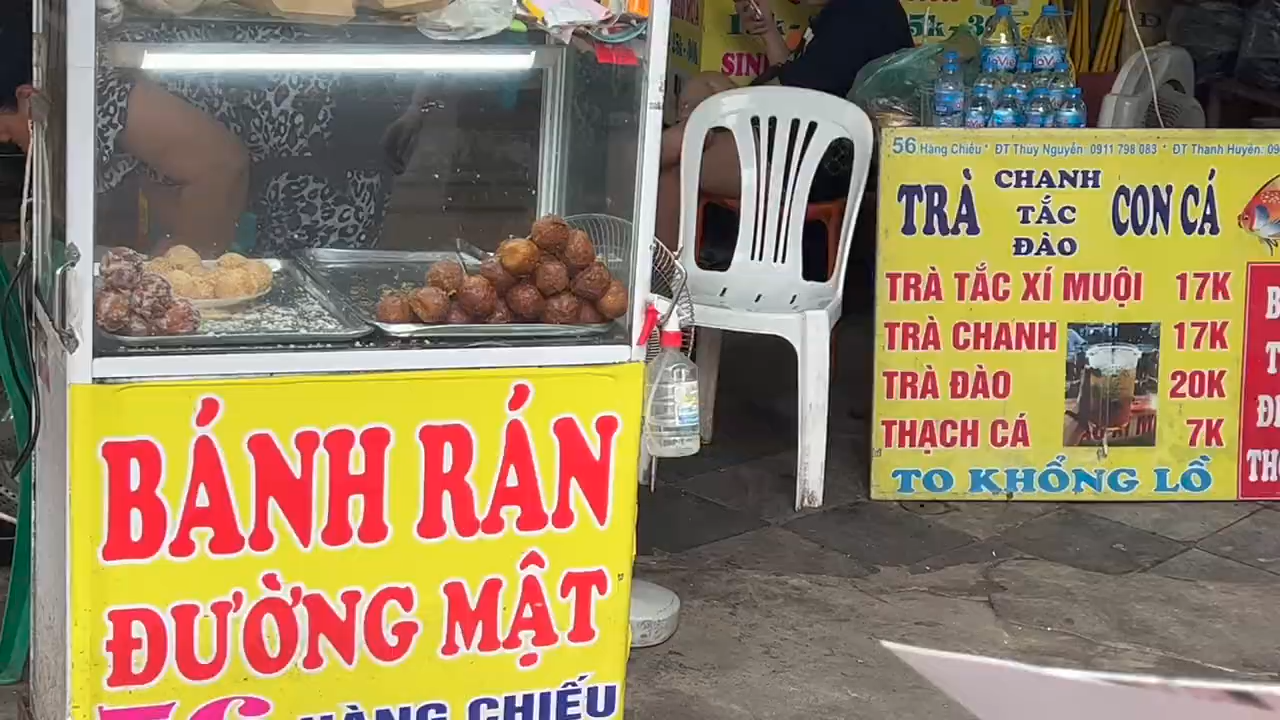 BÁNH RÁN
ĐƯỜNG MẬT
56 HÀNG CHIẾU
56 Hàng Chiếu * ĐT Thuy Nguyễn: 0911 798 083 * ĐT Thanh Huyền:
TRÀ CHANH TẮC ĐÀO CON CÁ
TRÀ TẮC XÍ MUỘI 17K
TRÀ CHANH 17K
TRÀ ĐÀO 20K
THẠCH CÁ 7K
TO KHỔNG LỒ